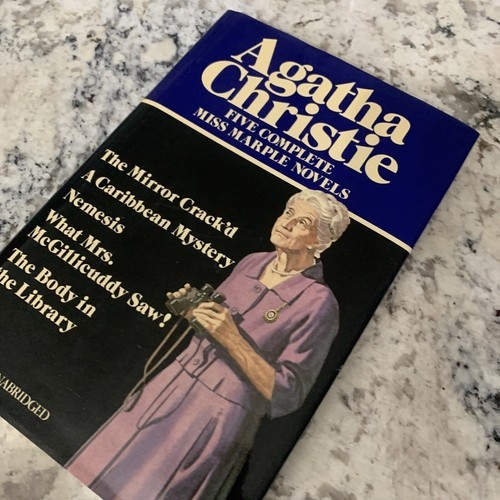 Agatha
Christie
FIVE COMPLETE
MISS MARPLE NOVELS
The Mirror Crack'd
A Caribbean Mystery
Nemesis
What Mrs.
McGillicuddy Saw!
The Body in
the Library
UNABRIDGED